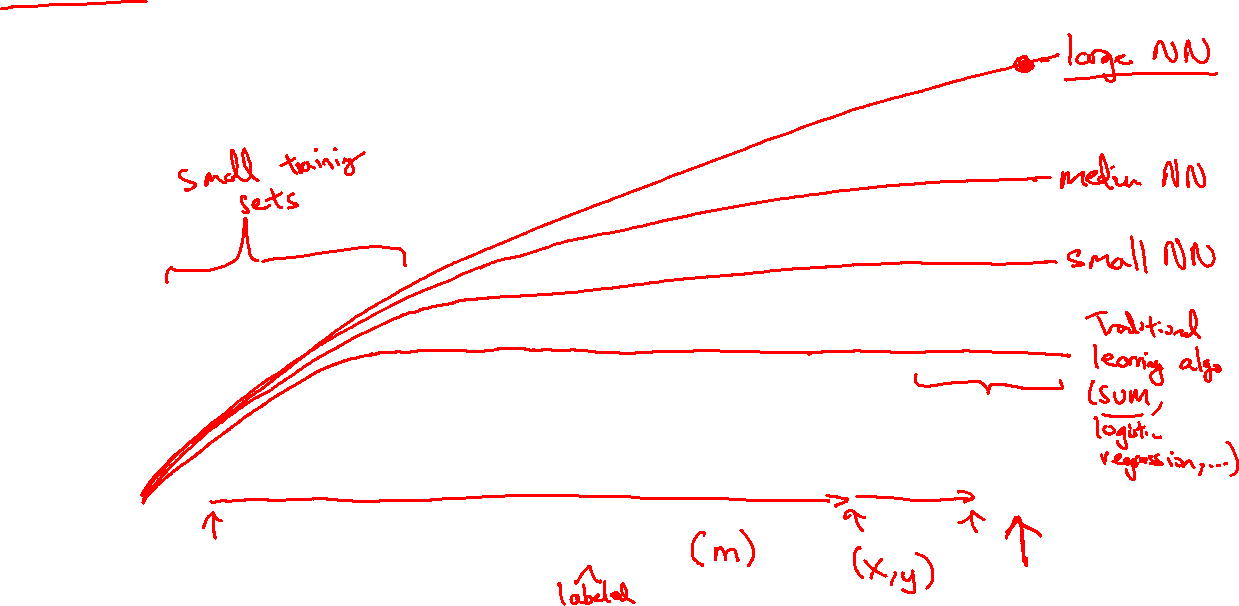 large NN
small training
sets
medium NN
small NN
Traditional
learning algo
(SVM,
logistic
regression,...)
(m)
(x,y)
labeled